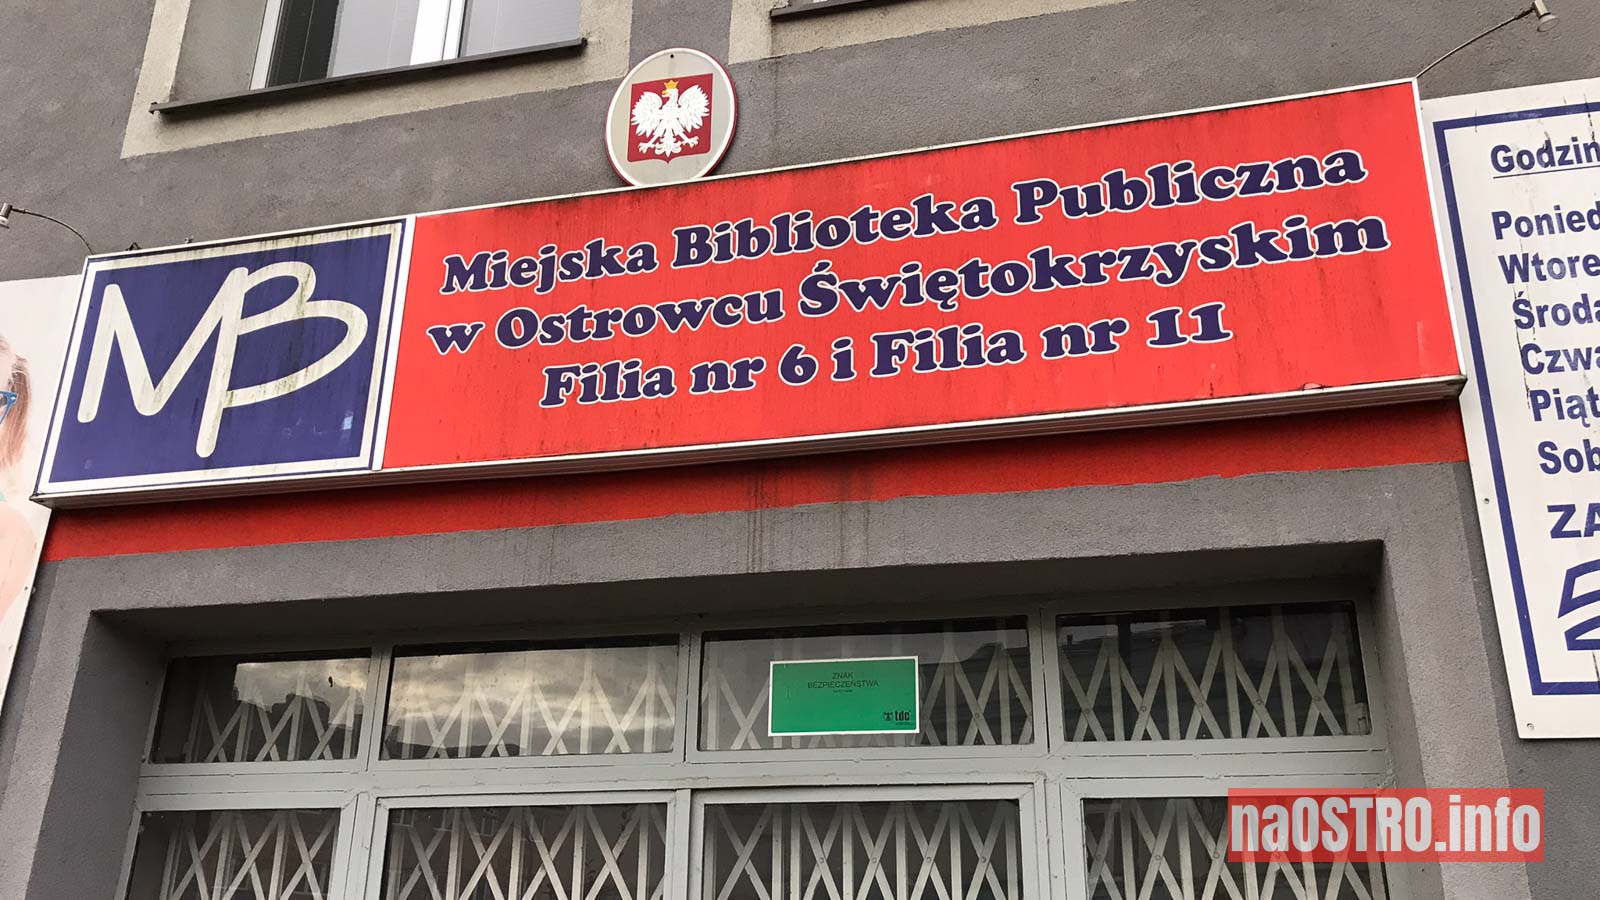 MB
Miejska Biblioteka Publiczna
w Ostrowcu Świętokrzyskim
Filia nr 6 i Filia nr 11
Godzin
Poniedz
Wtore
Środa
Czwa
Piąt
Sob
ZA
ZNAK
BEZPIECZEŃSTWA
tdc
naOSTRO.info